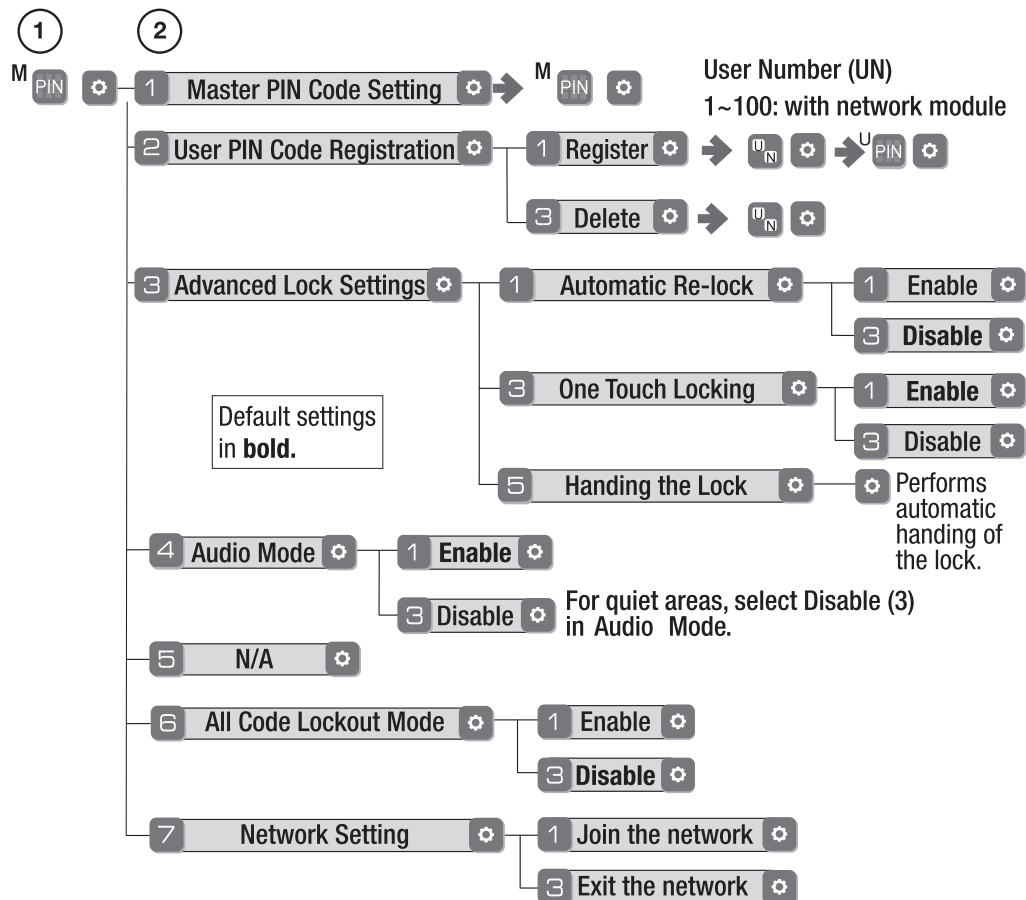 1 2
M PIN 1 Master PIN Code Setting M PIN
User Number (UN)
1~100: with network module
2 User PIN Code Registration 1 Register UN U PIN
3 Delete UN
3 Advanced Lock Settings 1 Automatic Re-lock 1 Enable
3 Disable
3 One Touch Locking 1 Enable
3 Disable
5 Handing the Lock Performs
automatic
handing of
the lock.
Default settings
in bold.
4 Audio Mode 1 Enable
3 Disable For quiet areas, select Disable (3)
in Audio Mode.
5 N/A
6 All Code Lockout Mode 1 Enable
3 Disable
7 Network Setting 1 Join the network
3 Exit the network